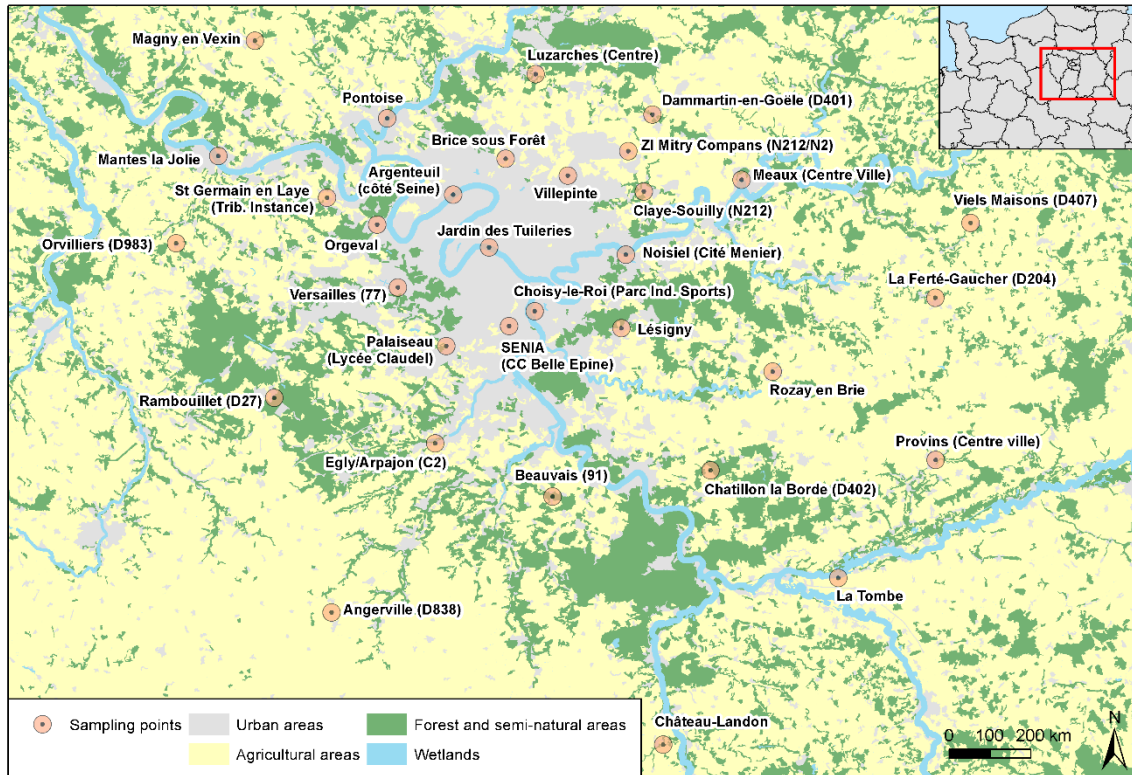 Magny en Vexin
Luzarches (Centre)
Dammartin-en-Goële (D401)
Pontoise
Brice sous Forêt
ZI Mitry Compans (N212/N2)
Mantes la Jolie
Argenteuil
(côté Seine)
Villepinte
Meaux (Centre Ville)
St Germain en Laye
(Trib. Instance)
Claye-Souilly (N212)
Viels Maisons (D407)
Orvilliers (D983)
Orgeval
Jardin des Tuileries
Noisiel (Cité Menier)
Versailles (77)
Choisy-le-Roi (Parc Ind. Sports)
La Ferté-Gaucher (D204)
Palaiseau
(Lycée Claudel)
SENIA
(CC Belle Epine)
Lésigny
Rambouillet (D27)
Rozay en Brie
Egly/Arpajon (C2)
Provins (Centre ville)
Beauvais (91)
Chatillon la Borde (D402)
Angerville (D838)
La Tombe
Château-Landon
Sampling points
Urban areas
Forest and semi-natural areas
Agricultural areas
Wetlands
N
0 100 200 km